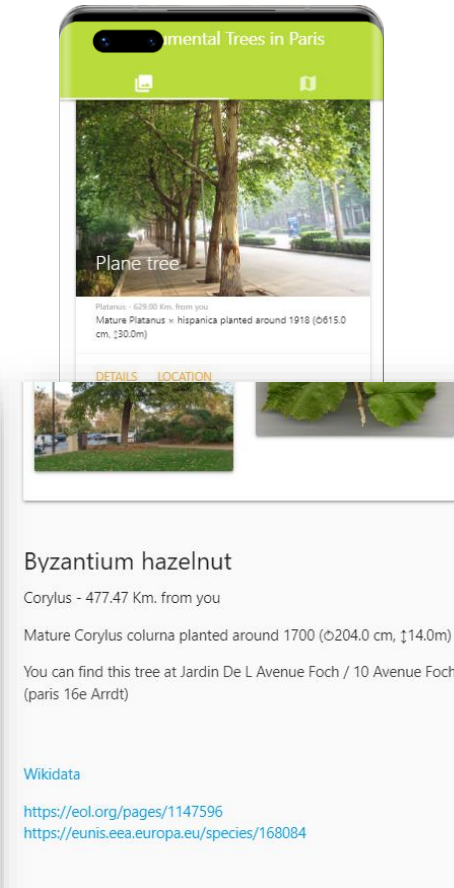 umental Trees in Paris
Plane tree
Platanus - 629.00 Km. from you
Mature Platanus × hispanica planted around 1918 (↻615.0
cm, ↕30.0m)
DETAILS LOCATION
Byzantium hazelnut
Corylus - 477.47 Km. from you
Mature Corylus colurna planted around 1700 (↻204.0 cm, ↕14.0m)
You can find this tree at Jardin De L Avenue Foch / 10 Avenue Foch
(paris 16e Arrdt)
Wikidata
https://eol.org/pages/1147596
https://eunis.eea.europa.eu/species/168084